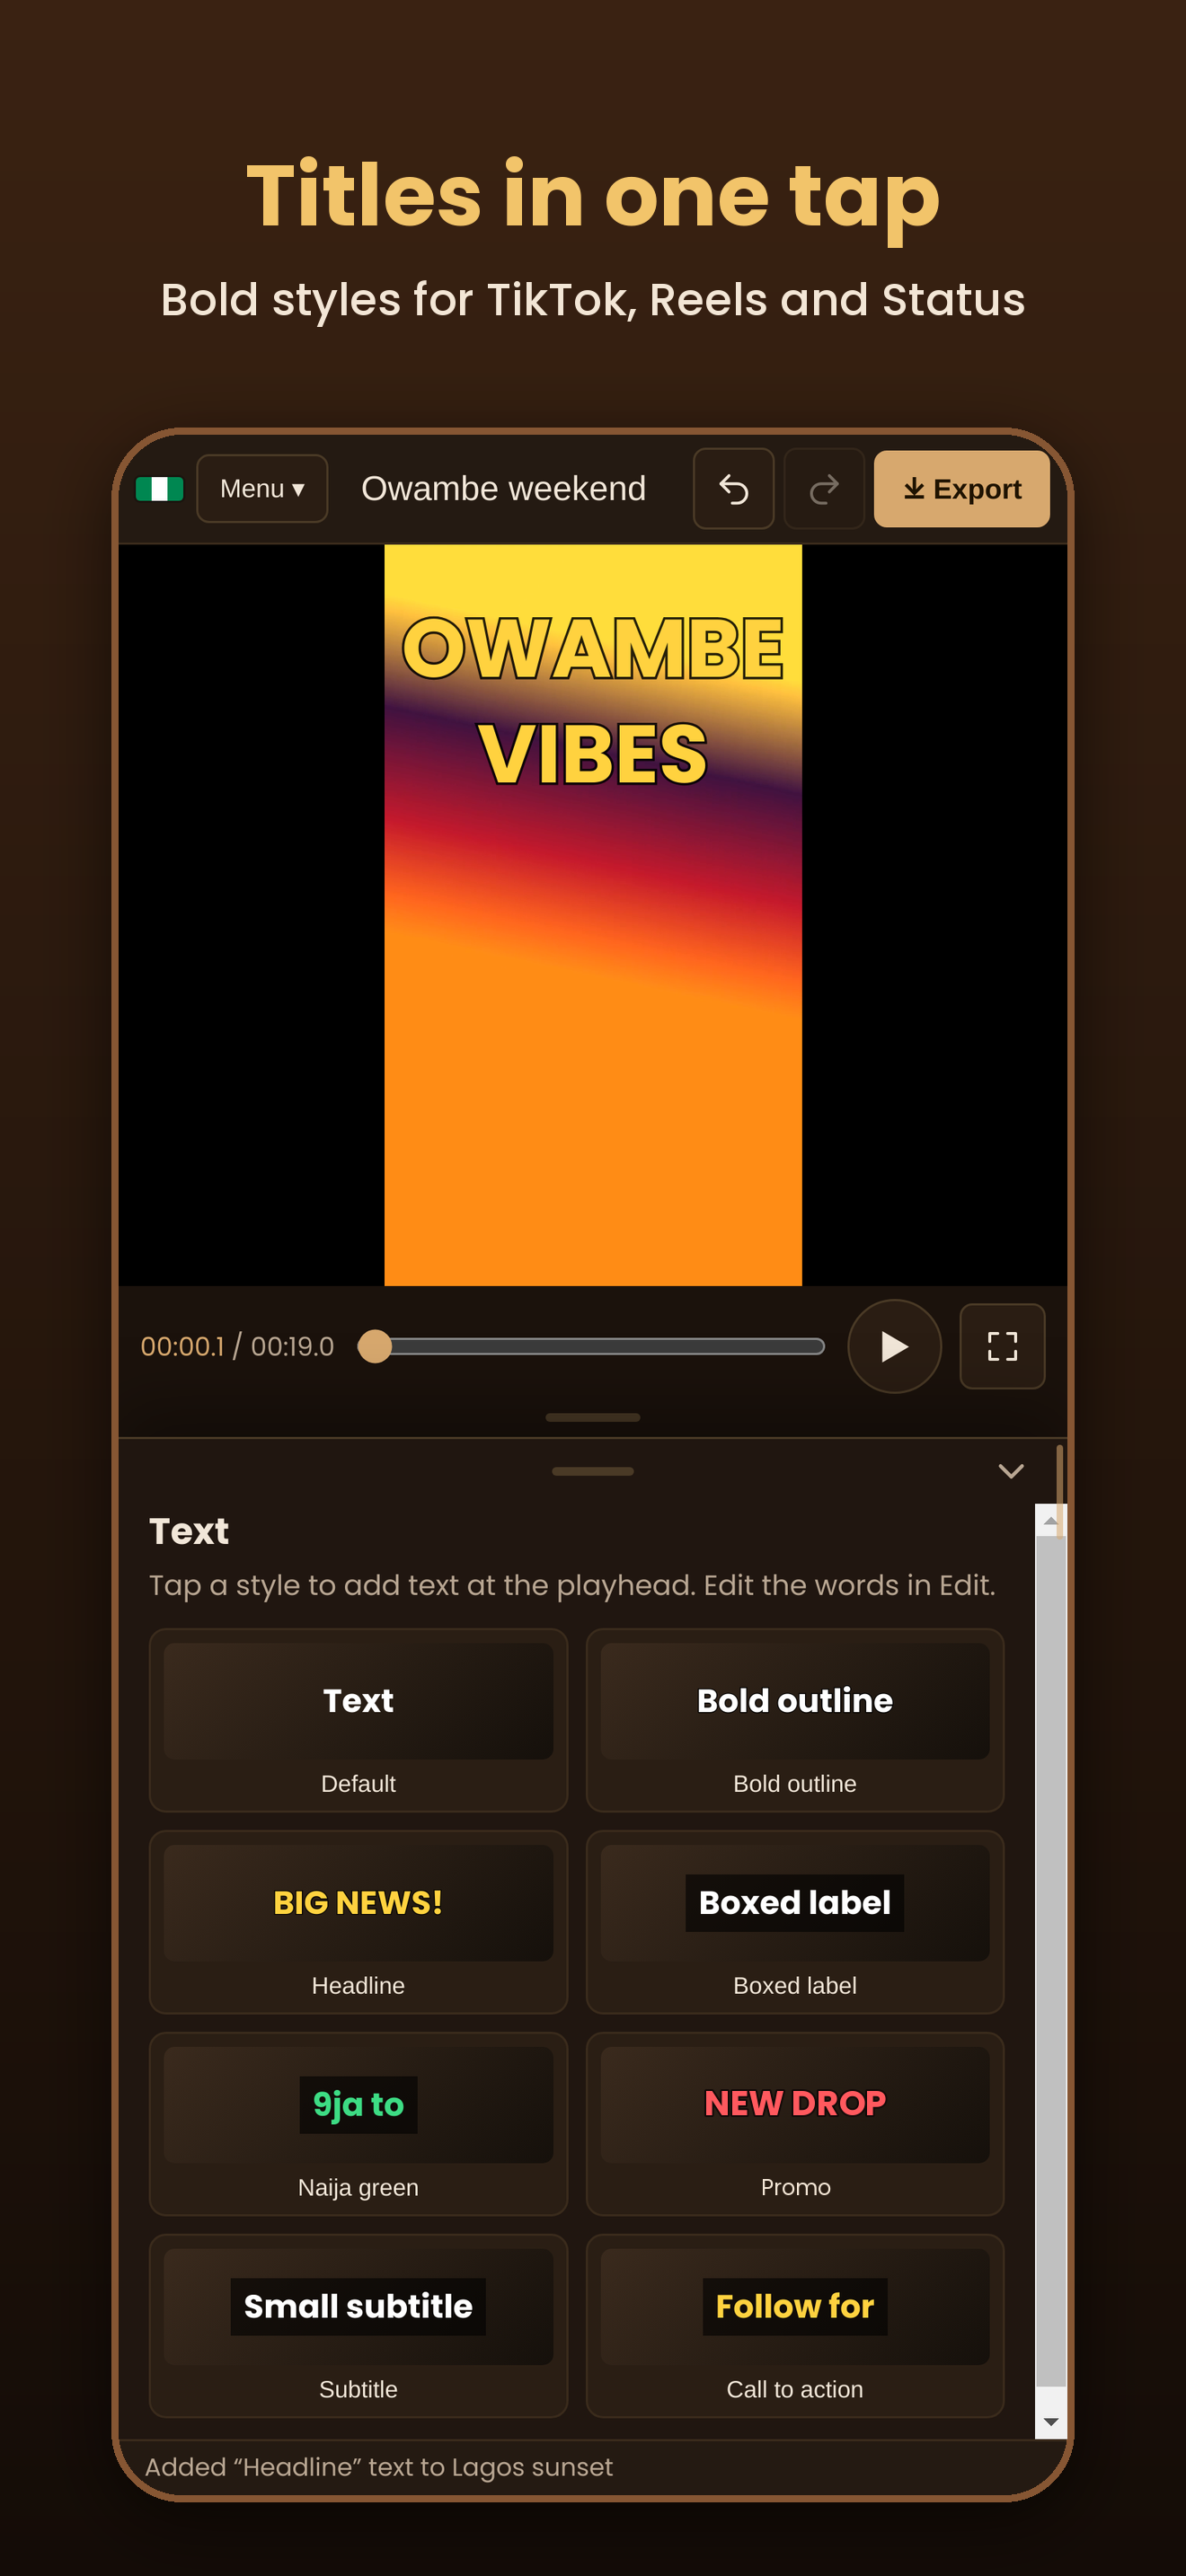 Titles in one tap
Bold styles for TikTok, Reels and Status
Menu ▾
Owambe weekend
Export
OWAMBE
VIBES
00:00.1 / 00:19.0
Text
Tap a style to add text at the playhead. Edit the words in Edit.
Text
Default
Bold outline
Bold outline
BIG NEWS!
Headline
Boxed label
Boxed label
9ja to
Naija green
NEW DROP
Promo
Small subtitle
Subtitle
Follow for
Call to action
Added “Headline” text to Lagos sunset